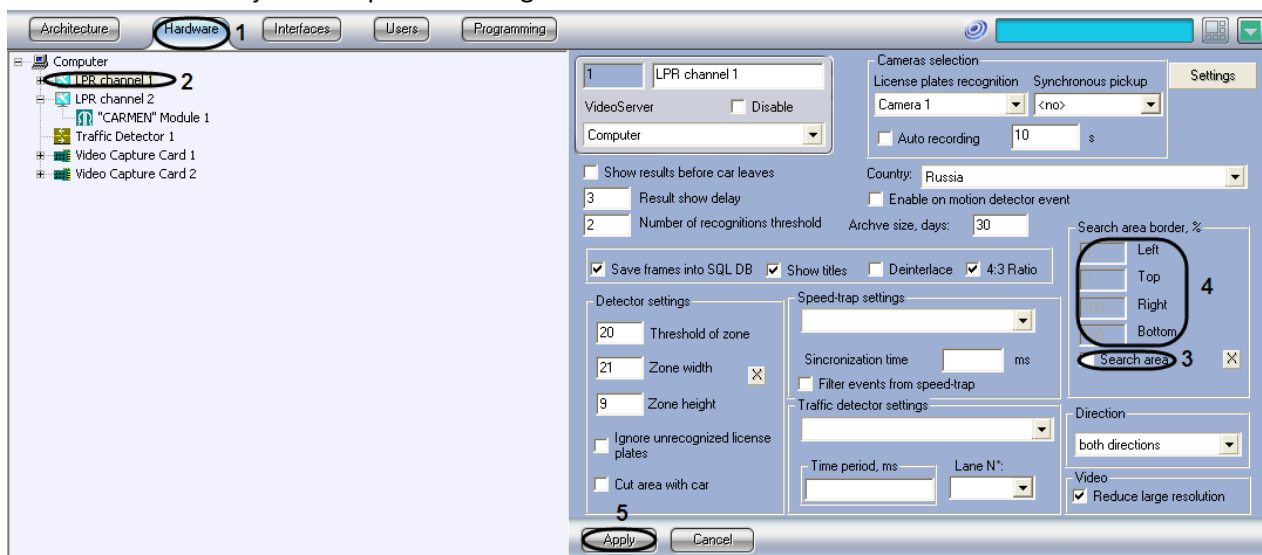 Architecture Hardware 1 Interfaces Users Programming
Computer
LPR channel 1 2
LPR channel 2
"CARMEN" Module 1
Traffic Detector 1
Video Capture Card 1
Video Capture Card 2
1 LPR channel 1
VideoServer Disable
Computer
Cameras selection
License plates recognition Synchronous pickup
Camera 1 <no>
Auto recording 10 s
Settings
Show results before car leaves
3 Result show delay
2 Number of recognitions threshold
Country: Russia
Enable on motion detector event
Archve size, days: 30
Save frames into SQL DB Show titles Deinterlace 4:3 Ratio
Search area border, %
Left
Top
Right
Bottom
4
Search area 3 X
Detector settings
20 Threshold of zone
21 Zone width X
9 Zone height
Ignore unrecognized license
plates
Cut area with car
Speed-trap settings
Sincronization time ms
Filter events from speed-trap
Traffic detector settings
Time period, ms Lane N°:
Direction
both directions
Video
Reduce large resolution
5
Apply Cancel